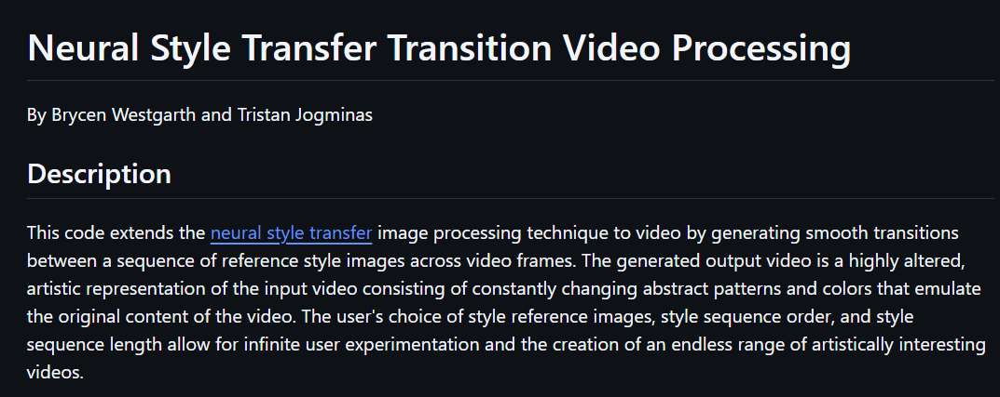 Neural Style Transfer Transition Video Processing
By Brycen Westgarth and Tristan Jogminas
Description
This code extends the neural style transfer image processing technique to video by generating smooth transitions
between a sequence of reference style images across video frames. The generated output video is a highly altered,
artistic representation of the input video consisting of constantly changing abstract patterns and colors that emulate
the original content of the video. The user's choice of style reference images, style sequence order, and style
sequence length allow for infinite user experimentation and the creation of an endless range of artistically interesting
videos.